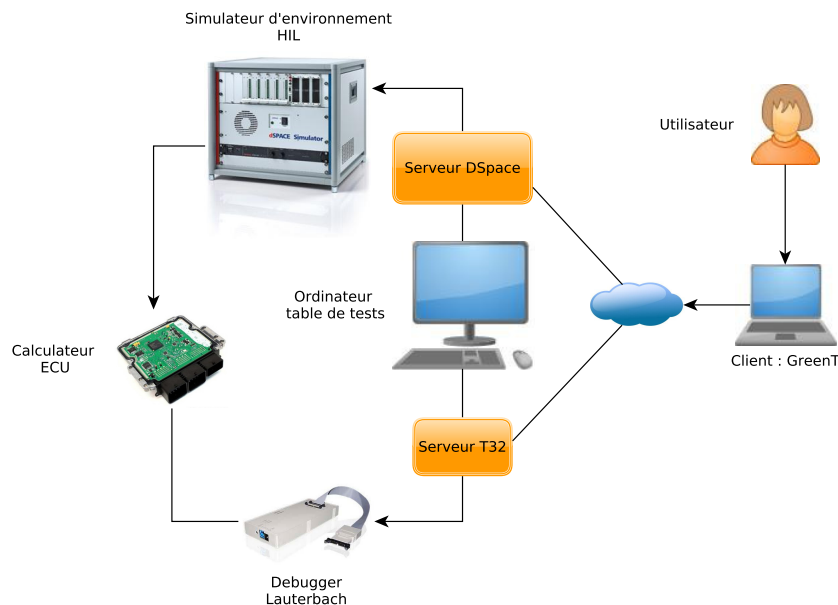 Simulateur d'environnement
HIL
dSPACE Simulator
Utilisateur
Serveur DSpace
Ordinateur
table de tests
Calculateur
ECU
Client : GreenT
Serveur T32
Debugger
Lauterbach